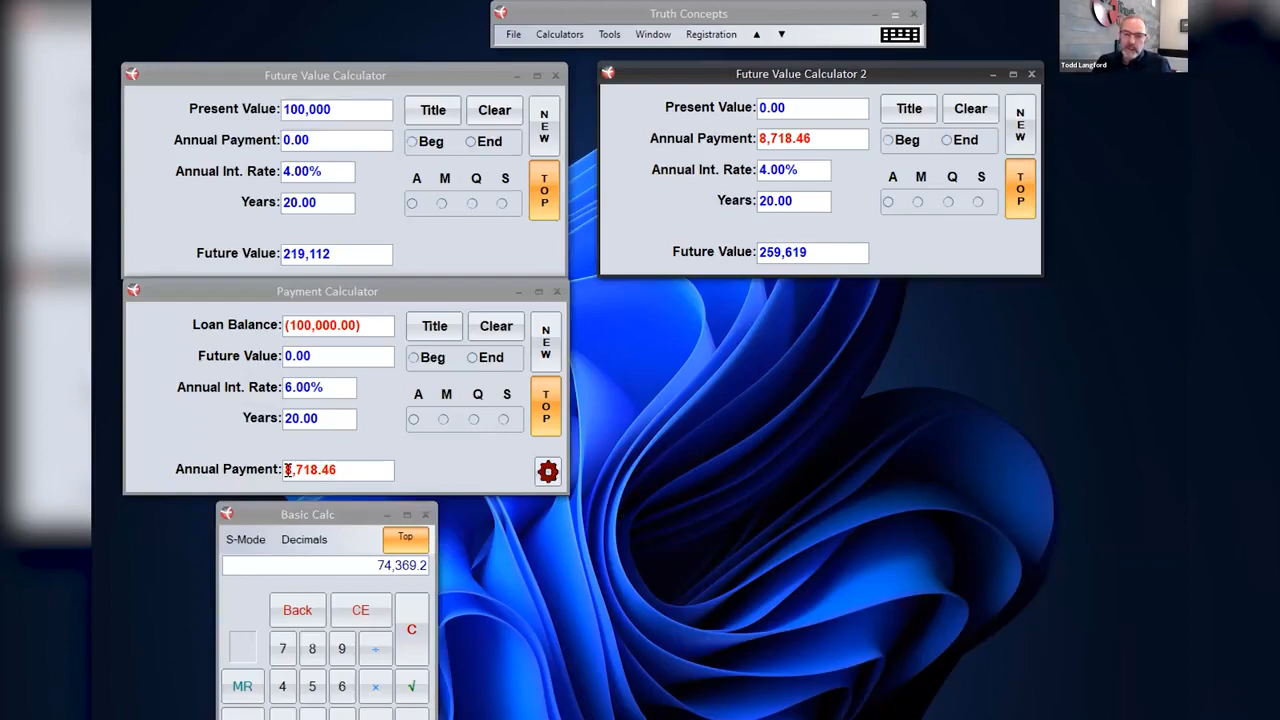 Truth Concepts
File Calculators Tools Window Registration ▲ ▼
Todd Langford
Future Value Calculator
Present Value: 100,000
Title Clear
Annual Payment: 0.00
Beg End
Annual Int. Rate: 4.00%
A M Q S
Years: 20.00
Future Value: 219,112
NEW
TOP
Future Value Calculator 2
Present Value: 0.00
Title Clear
Annual Payment: 8,718.46
Beg End
Annual Int. Rate: 4.00%
A M Q S
Years: 20.00
Future Value: 259,619
NEW
TOP
Payment Calculator
Loan Balance: (100,000.00)
Title Clear
Future Value: 0.00
Beg End
Annual Int. Rate: 6.00%
A M Q S
Years: 20.00
Annual Payment: 8,718.46
NEW
TOP
Basic Calc
S-Mode Decimals Top
74,369.2
Back CE C
7 8 9 ÷
MR 4 5 6 × √